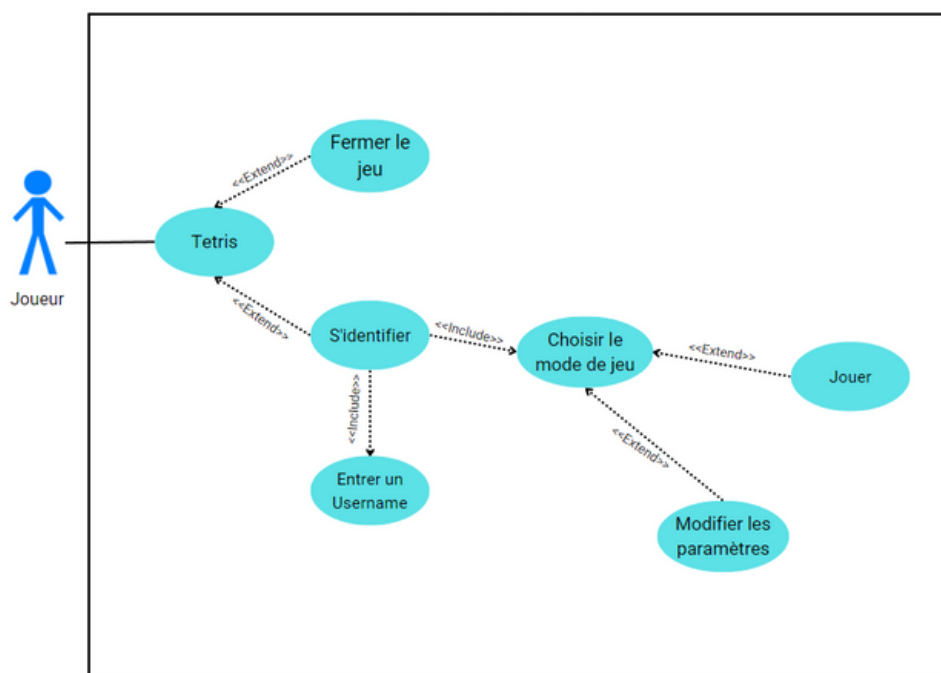 Fermer le
jeu
<<Extend>>
Tetris
Joueur
<<Extend>>
S'identifier
<<Include>>
Choisir le
mode de jeu
<<Extend>>
Jouer
<<Include>>
<<Extend>>
Entrer un
Username
Modifier les
paramètres